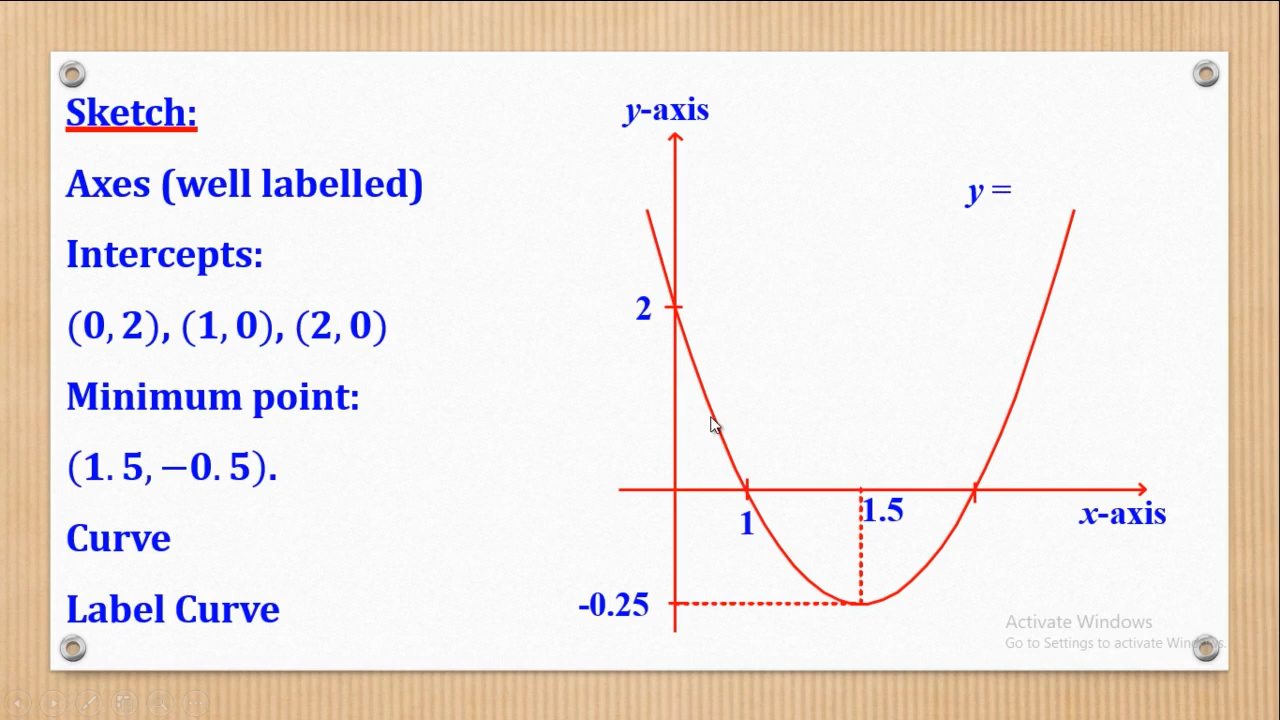 Sketch:
Axes (well labelled)
Intercepts:
(0, 2), (1, 0), (2, 0)
Minimum point:
(1. 5, −0. 5).
Curve
Label Curve
y-axis
y =
2
1
1.5
x-axis
-0.25
Activate Windows
Go to Settings to activate Windows.